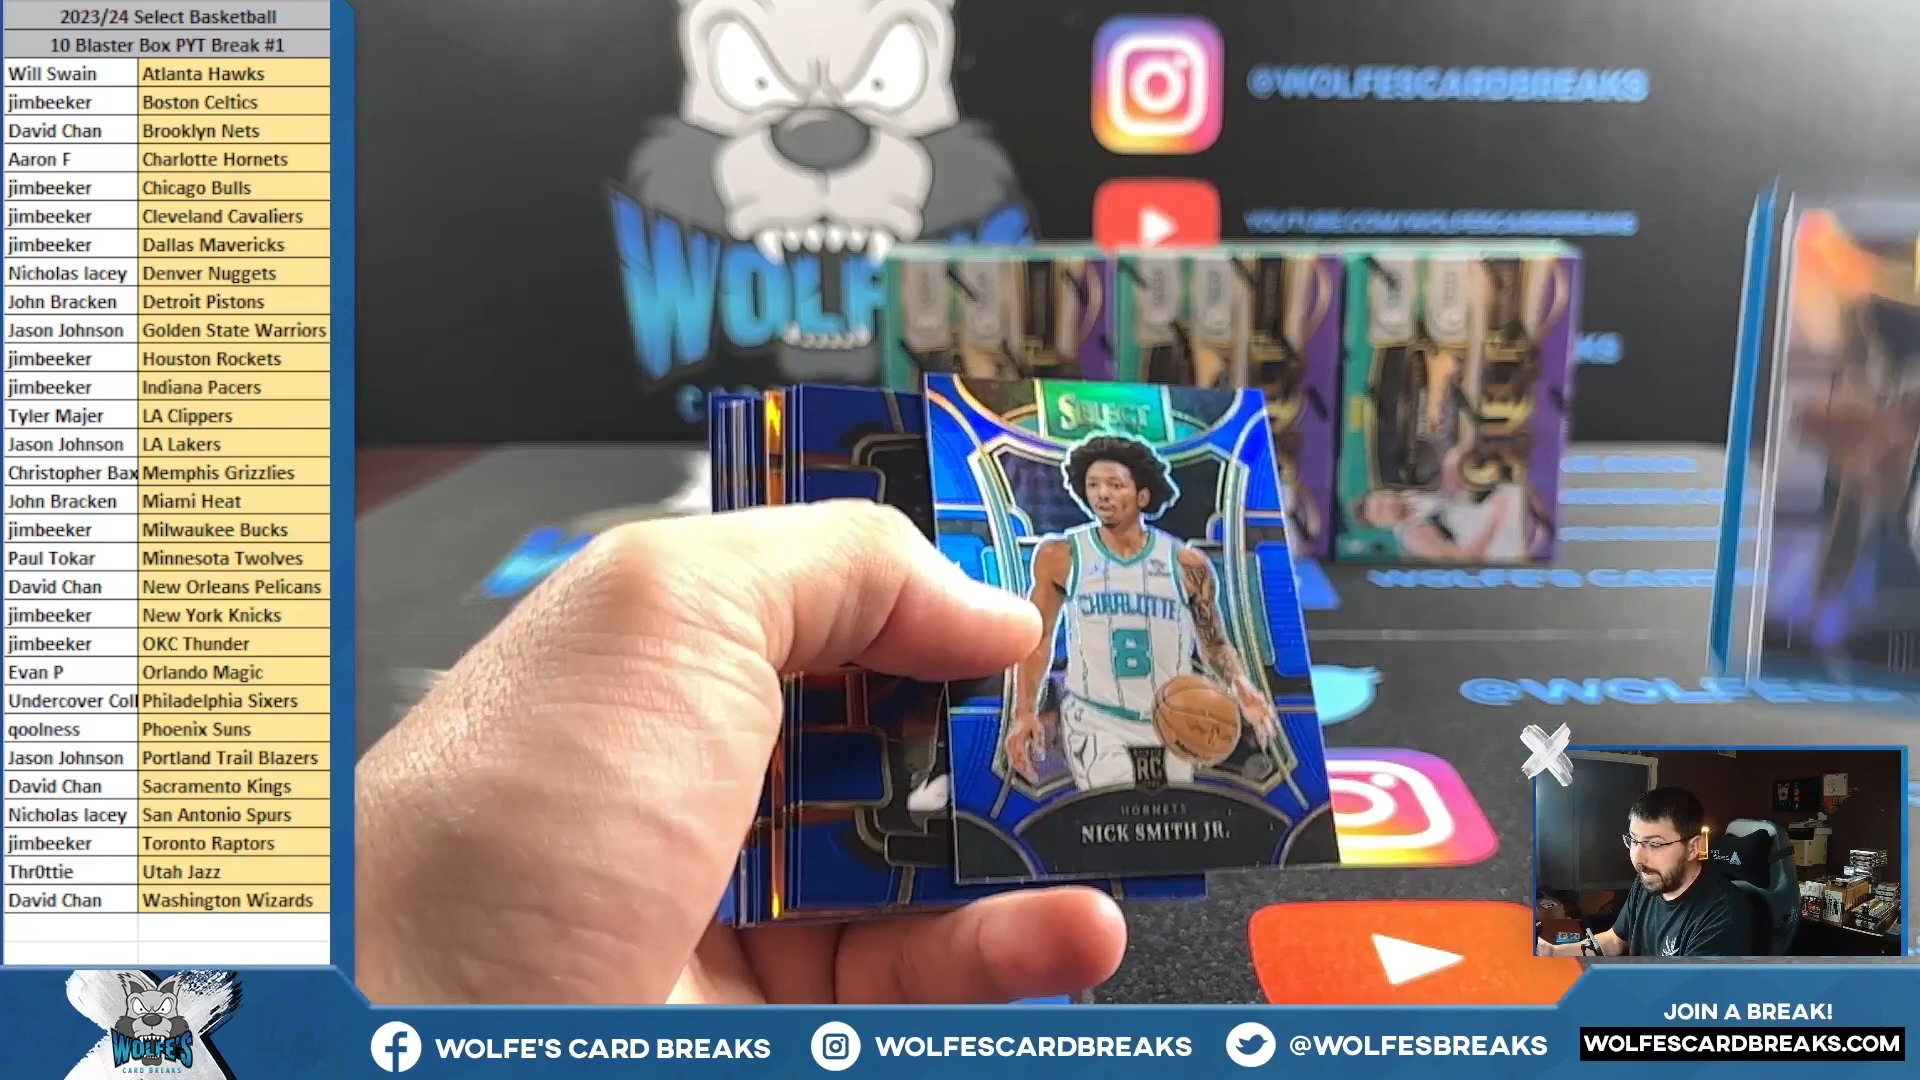 2023/24 Select Basketball
10 Blaster Box PYT Break #1
Will Swain Atlanta Hawks
jimbeeker Boston Celtics
David Chan Brooklyn Nets
Aaron F Charlotte Hornets
jimbeeker Chicago Bulls
jimbeeker Cleveland Cavaliers
jimbeeker Dallas Mavericks
Nicholas lacey Denver Nuggets
John Bracken Detroit Pistons
Jason Johnson Golden State Warriors
jimbeeker Houston Rockets
jimbeeker Indiana Pacers
Tyler Majer LA Clippers
Jason Johnson LA Lakers
Christopher Bax Memphis Grizzlies
John Bracken Miami Heat
jimbeeker Milwaukee Bucks
Paul Tokar Minnesota Twolves
David Chan New Orleans Pelicans
jimbeeker New York Knicks
jimbeeker OKC Thunder
Evan P Orlando Magic
Undercover Coll Philadelphia Sixers
qoolness Phoenix Suns
Jason Johnson Portland Trail Blazers
David Chan Sacramento Kings
Nicholas lacey San Antonio Spurs
jimbeeker Toronto Raptors
Thr0ttie Utah Jazz
David Chan Washington Wizards
@WOLFESCARDBREAKS
YOUTUBE.COM/WOLFESCARDBREAKS
WOLF
SELECT
CHARLOTTE
8
RC
HORNETS
NICK SMITH JR.
WOLFE'S CARD
@WOLFESB
WOLFE'S
CARD BREAKS
WOLFE'S CARD BREAKS
WOLFESCARDBREAKS
@WOLFESBREAKS
JOIN A BREAK!
WOLFESCARDBREAKS.COM